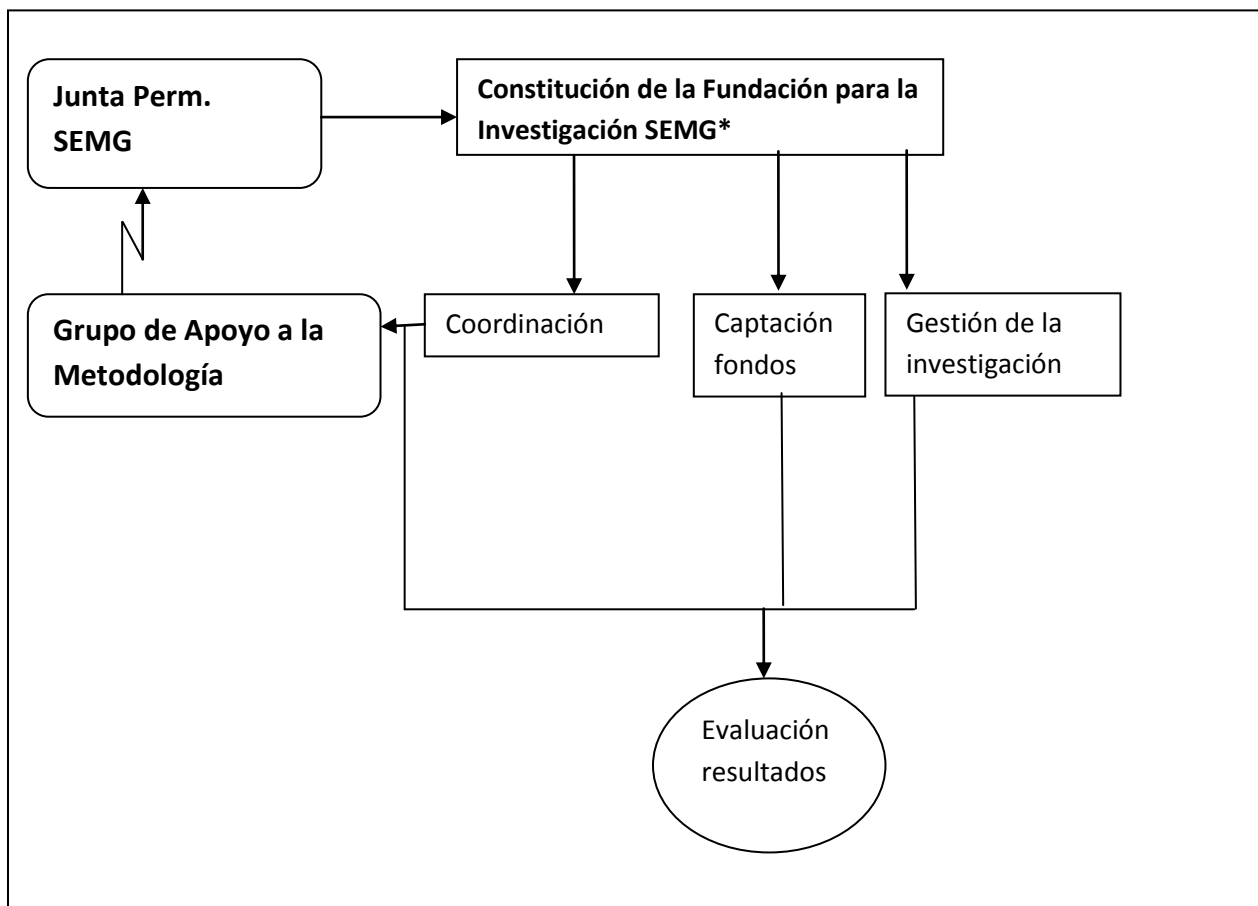 Junta Perm.
SEMG
Constitución de la Fundación para la
Investigación SEMG*
Grupo de Apoyo a la
Metodología
Coordinación
Captación
fondos
Gestión de la
investigación
Evaluación
resultados